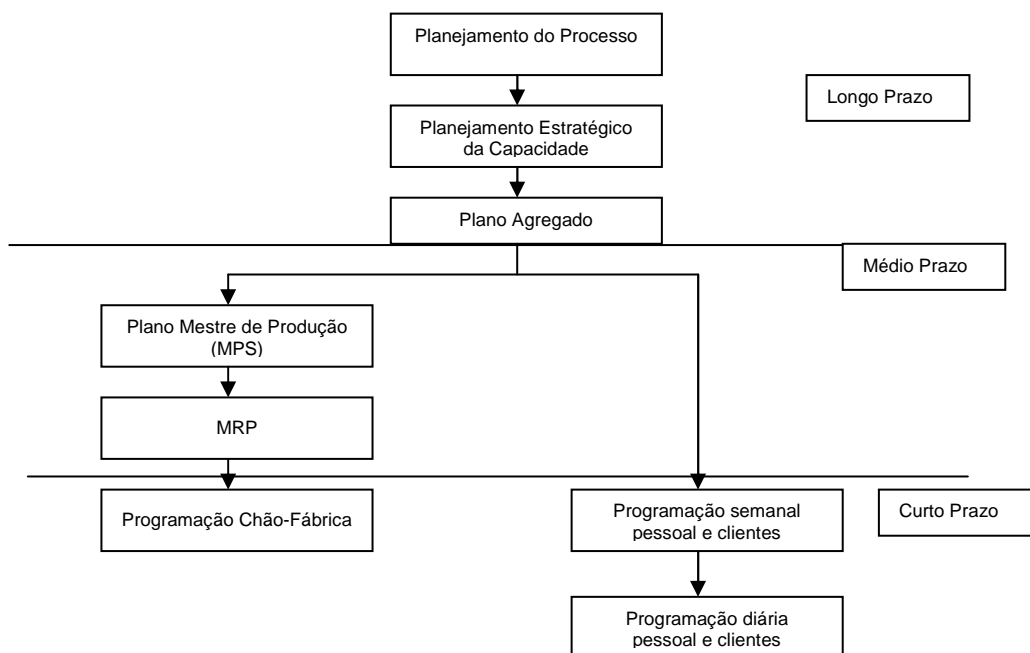 Planejamento do Processo
Longo Prazo
Planejamento Estratégico
da Capacidade
Plano Agregado
Médio Prazo
Plano Mestre de Produção
(MPS)
MRP
Programação Chão-Fábrica
Programação semanal
pessoal e clientes
Curto Prazo
Programação diária
pessoal e clientes